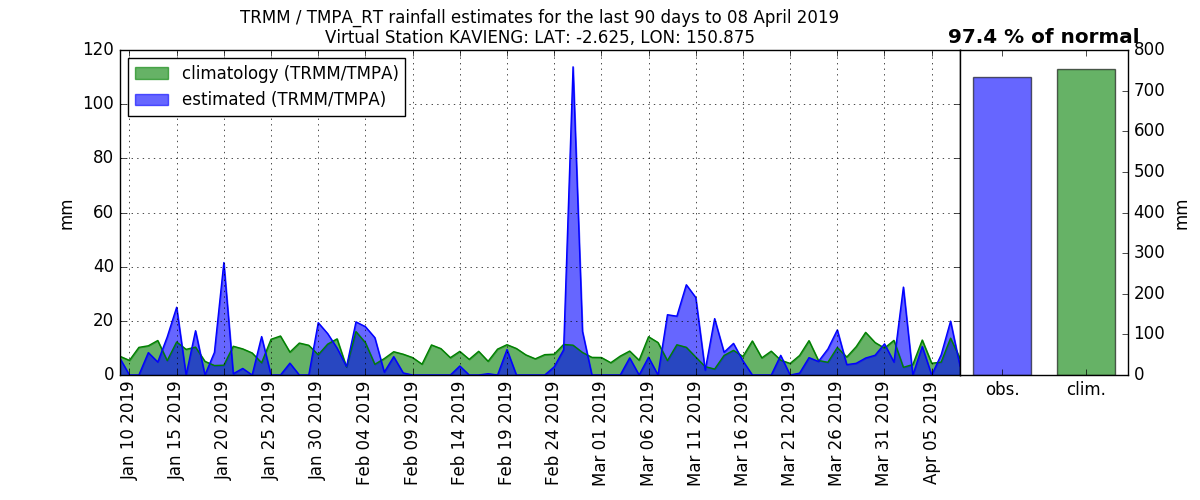 TRMM / TMPA_RT rainfall estimates for the last 90 days to 08 April 2019
Virtual Station KAVIENG: LAT: -2.625, LON: 150.875
97.4 % of normal
climatology (TRMM/TMPA)
estimated (TRMM/TMPA)
mm
120
100
80
60
40
20
0
Jan 10 2019
Jan 15 2019
Jan 20 2019
Jan 25 2019
Jan 30 2019
Feb 04 2019
Feb 09 2019
Feb 14 2019
Feb 19 2019
Feb 24 2019
Mar 01 2019
Mar 06 2019
Mar 11 2019
Mar 16 2019
Mar 21 2019
Mar 26 2019
Mar 31 2019
Apr 05 2019
obs.
clim.
800
700
600
500
400
300
200
100
0
mm